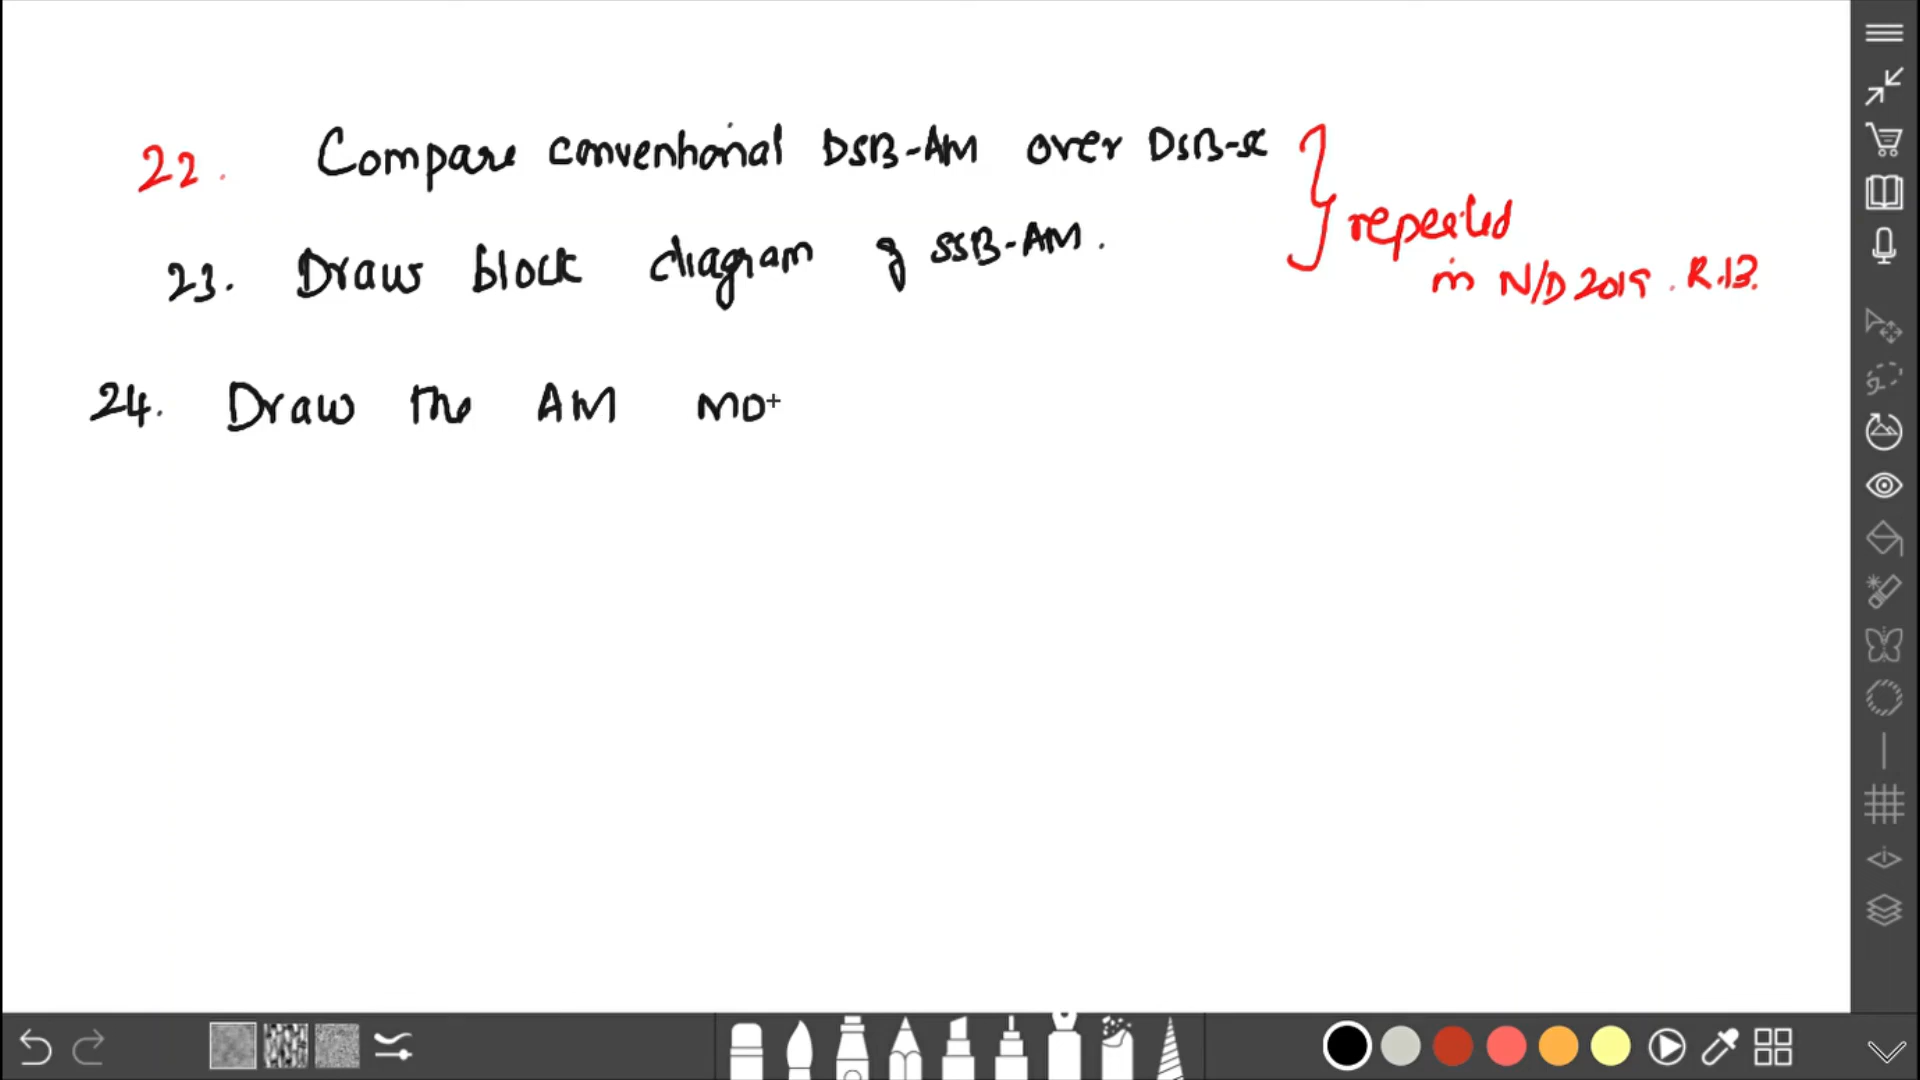 22. Compare conventional DSB-AM over DSB-SC
23. Draw block diagram of SSB-AM.
repeated
in N/D 2019. R.13.
24. Draw the AM mo